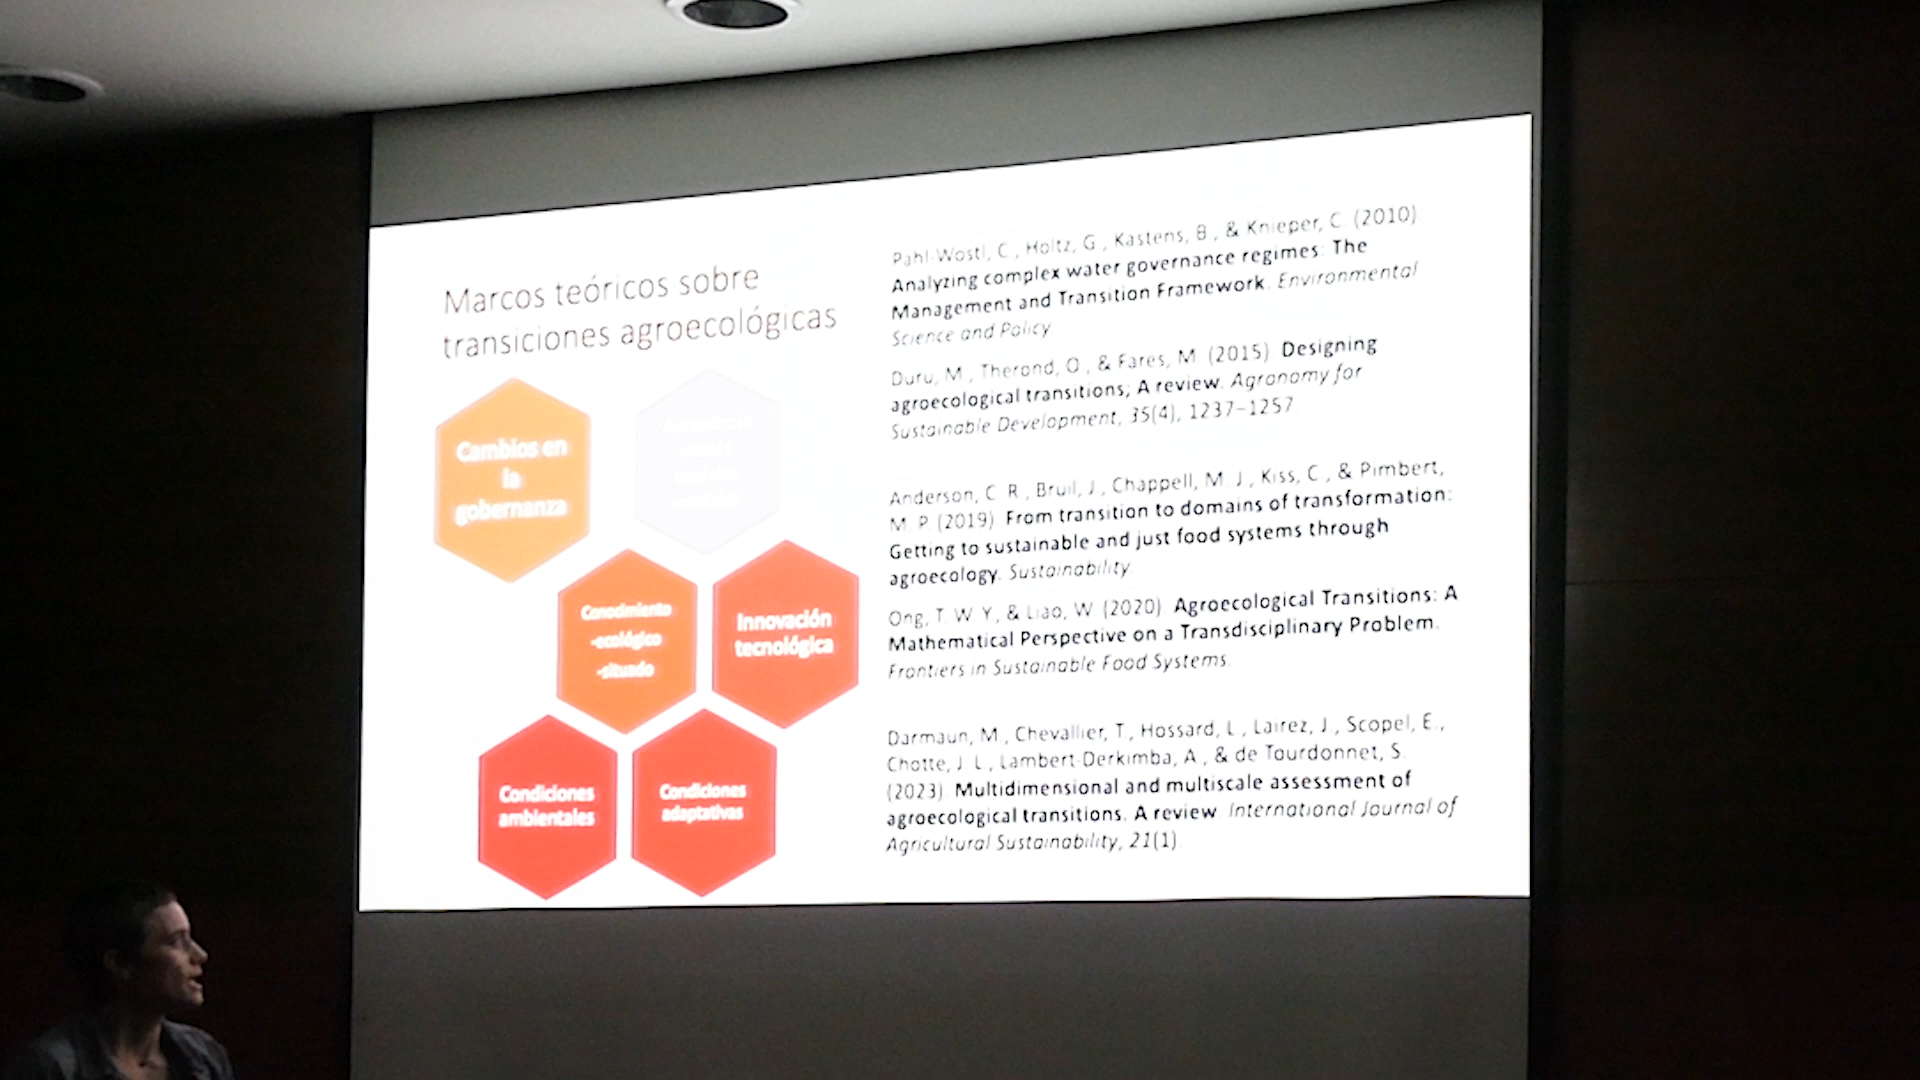 Marcos teóricos sobre
transiciones agroecológicas
Cambios en
la
gobernanza
Conocimiento
-ecológico
-situado
Innovación
tecnológica
Condiciones
ambientales
Condiciones
adaptativas
Pahl-Wostl, C., Holtz, G., Kastens, B., & Knieper, C. (2010)
Analyzing complex water governance regimes: The
Management and Transition Framework. Environmental
Science and Policy
Duru, M., Therond, O., & Fares, M. (2015). Designing
agroecological transitions; A review. Agronomy for
Sustainable Development, 35(4), 1237–1257.
Anderson, C. R., Bruil, J., Chappell, M. J., Kiss, C., & Pimbert,
M. P. (2019). From transition to domains of transformation:
Getting to sustainable and just food systems through
agroecology. Sustainability.
Ong, T. W. Y., & Liao, W. (2020). Agroecological Transitions: A
Mathematical Perspective on a Transdisciplinary Problem.
Frontiers in Sustainable Food Systems.
Darmaun, M., Chevallier, T., Hossard, L., Lairez, J., Scopel, E.,
Chotte, J. L., Lambert-Derkimba, A., & de Tourdonnet, S.
(2023). Multidimensional and multiscale assessment of
agroecological transitions. A review. International Journal of
Agricultural Sustainability, 21(1).